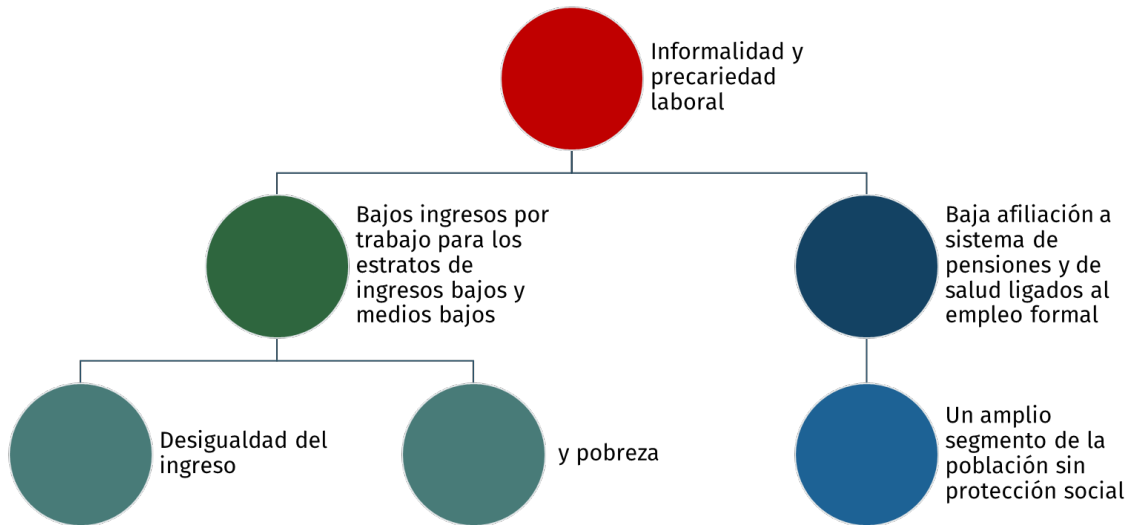 Informalidad y
precariedad
laboral
Bajos ingresos por
trabajo para los
estratos de
ingresos bajos y
medios bajos
Baja afiliación a
sistema de
pensiones y de
salud ligados al
empleo formal
Desigualdad del
ingreso
y pobreza
Un amplio
segmento de la
población sin
protección social